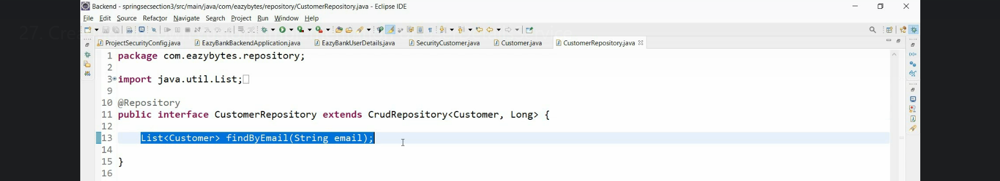 Backend - springsecsection3/src/main/java/com/eazybytes/repository/CustomerRepository.java - Eclipse IDE
File Edit Source Refactor Navigate Search Project Run Window Help
27. Cre
ProjectSecurityConfig.java EazyBankBackendApplication.java EazyBankUserDetails.java SecurityCustomer.java Customer.java CustomerRepository.java
1 package com.eazybytes.repository;
2
3 import java.util.List;
9
10 @Repository
11 public interface CustomerRepository extends CrudRepository<Customer, Long> {
12
13 List<Customer> findByEmail(String email);
14
15 }
16